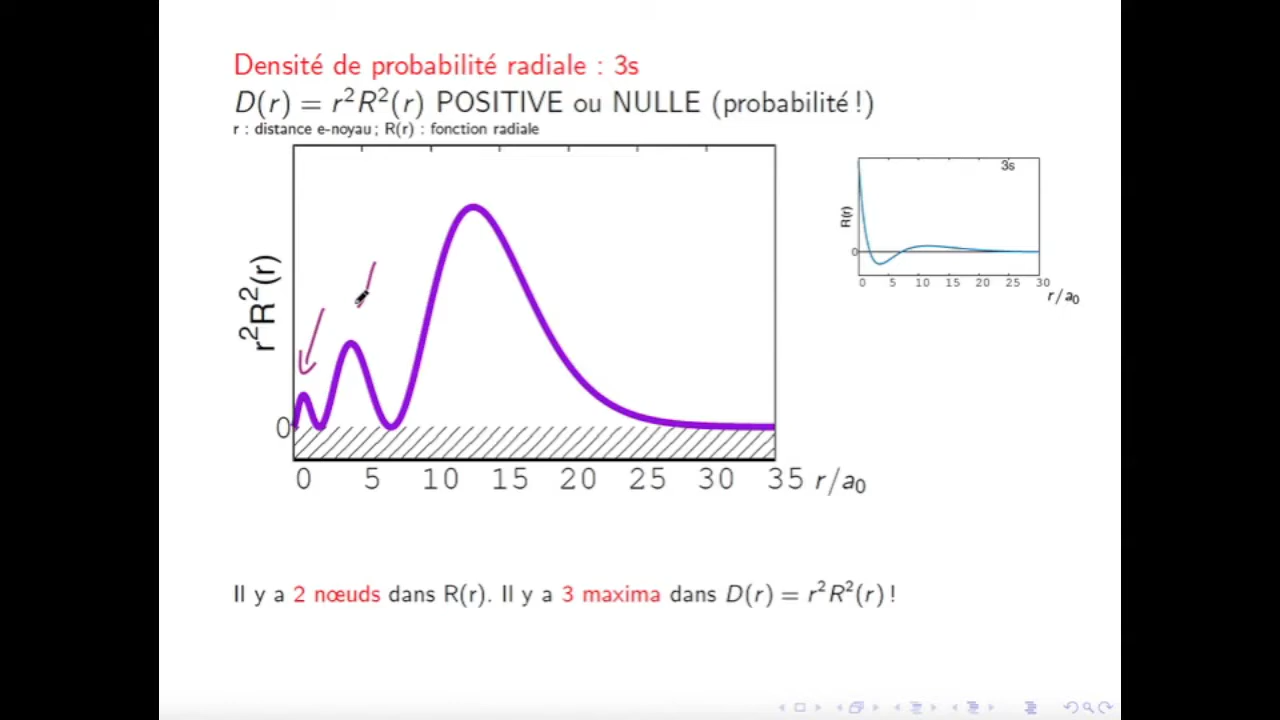 Densité de probabilité radiale : 3s
D(r) = r²R²(r) POSITIVE ou NULLE (probabilité !)
r : distance e-noyau ; R(r) : fonction radiale
r²R²(r)
0
0 5 10 15 20 25 30 35 r/a₀
3s
R(r)
0
0 5 10 15 20 25 30
r/a₀
Il y a 2 nœuds dans R(r). Il y a 3 maxima dans D(r) = r²R²(r) !